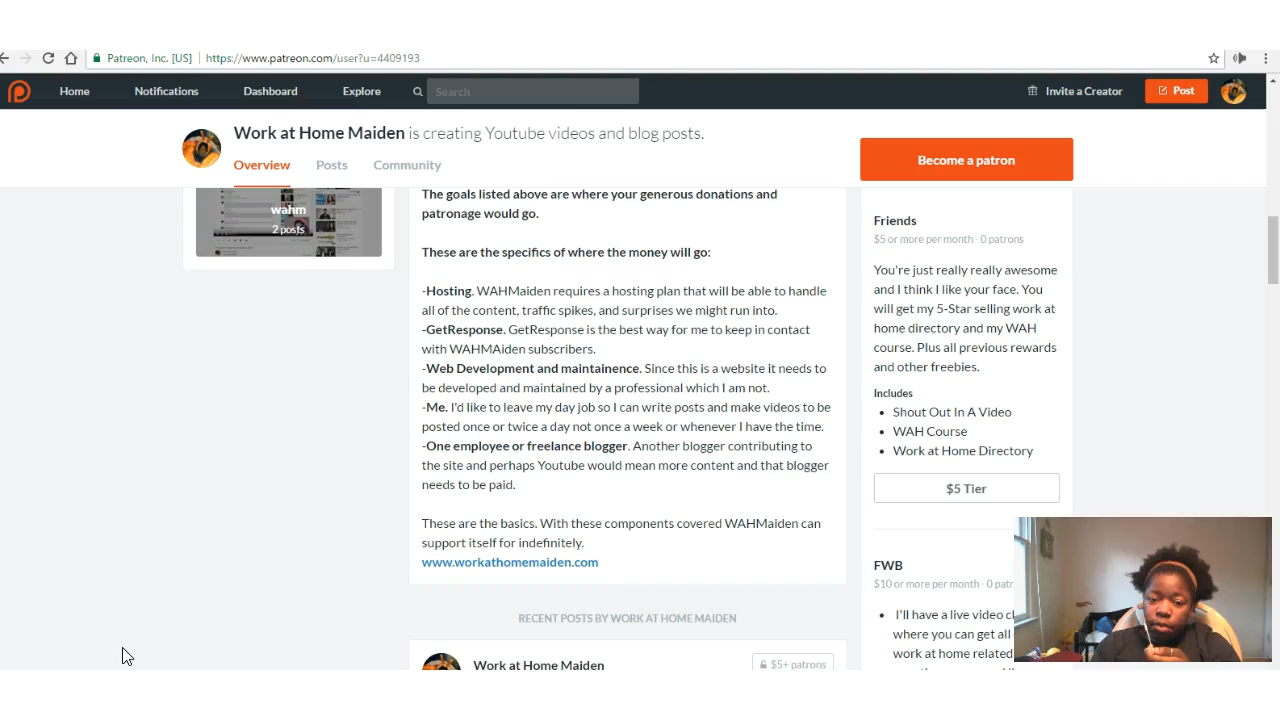 Patreon, Inc. [US] https://www.patreon.com/user?u=4409193
Home Notifications Dashboard Explore Search Invite a Creator Post
Work at Home Maiden is creating Youtube videos and blog posts.
Overview Posts Community
Become a patron
wahm
2 posts
The goals listed above are where your generous donations and
patronage would go.
These are the specifics of where the money will go:
-Hosting. WAHMaiden requires a hosting plan that will be able to handle
all of the content, traffic spikes, and surprises we might run into.
-GetResponse. GetResponse is the best way for me to keep in contact
with WAHMAiden subscribers.
-Web Development and maintainence. Since this is a website it needs to
be developed and maintained by a professional which I am not.
-Me. I'd like to leave my day job so I can write posts and make videos to be
posted once or twice a day not once a week or whenever I have the time.
-One employee or freelance blogger. Another blogger contributing to
the site and perhaps Youtube would mean more content and that blogger
needs to be paid.
These are the basics. With these components covered WAHMaiden can
support itself for indefinitely.
www.workathomemaiden.com
RECENT POSTS BY WORK AT HOME MAIDEN
Work at Home Maiden
$5+ patrons
Friends
$5 or more per month · 0 patrons
You're just really really awesome
and I think I like your face. You
will get my 5-Star selling work at
home directory and my WAH
course. Plus all previous rewards
and other freebies.
Includes
• Shout Out In A Video
• WAH Course
• Work at Home Directory
$5 Tier
FWB
$10 or more per month · 0 patr
• I'll have a live video
where you can get all
work at home related